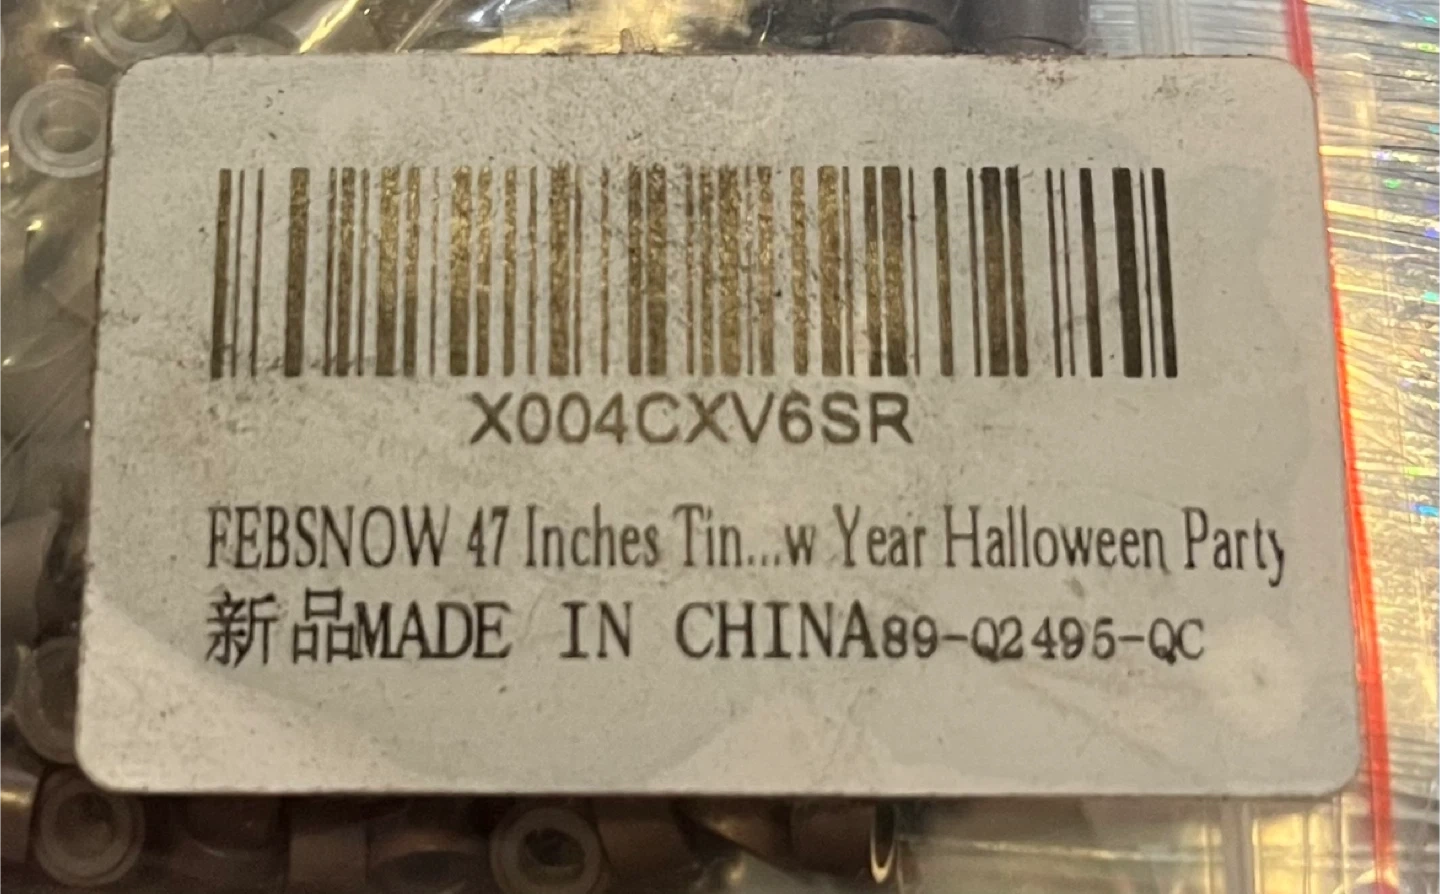 X004CXV6SR
FEBSNOW 47 Inches Tin...w Year Halloween Party
新品MADE IN CHINA89-Q2495-QC